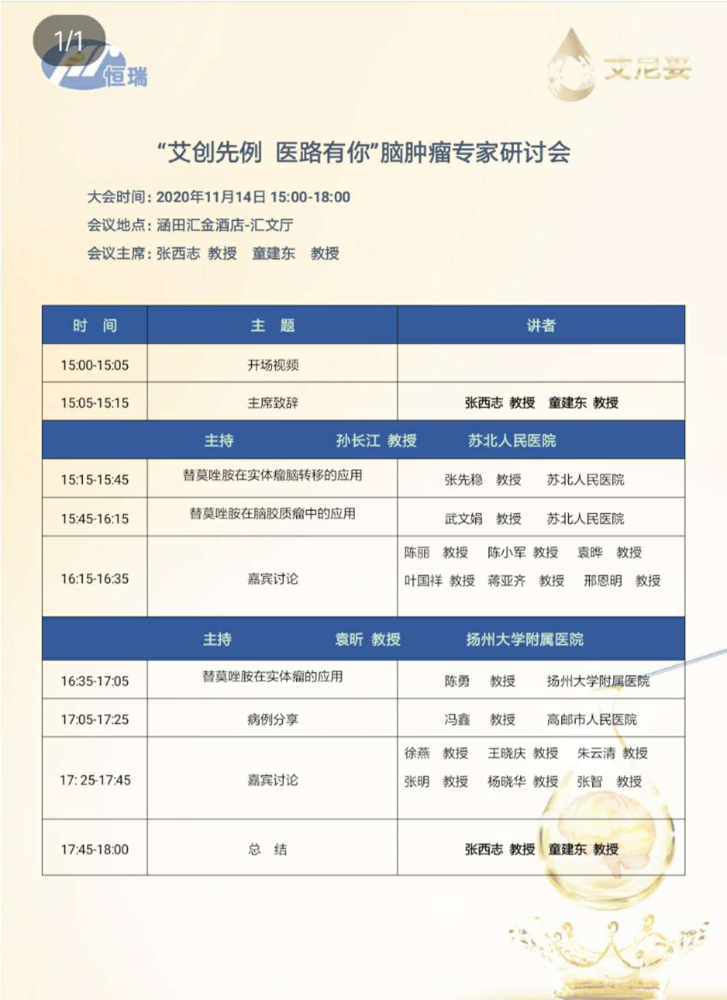 1/1
恒瑞
艾尼妥
“艾创先例 医路有你”脑肿瘤专家研讨会
大会时间: 2020年11月14日 15:00-18:00
会议地点: 涵田汇金酒店-汇文厅
会议主席: 张西志 教授 童建东 教授
时 间 主 题 讲者
15:00-15:05 开场视频
15:05-15:15 主席致辞 张西志 教授 童建东 教授
主持 孙长江 教授 苏北人民医院
15:15-15:45 替莫唑胺在实体瘤脑转移的应用 张先稳 教授 苏北人民医院
15:45-16:15 替莫唑胺在脑胶质瘤中的应用 武文娟 教授 苏北人民医院
16:15-16:35 嘉宾讨论 陈丽 教授 陈小军 教授 袁晔 教授
叶国祥 教授 蒋亚齐 教授 邢恩明 教授
主持 袁昕 教授 扬州大学附属医院
16:35-17:05 替莫唑胺在实体瘤的应用 陈勇 教授 扬州大学附属医院
17:05-17:25 病例分享 冯鑫 教授 高邮市人民医院
17: 25-17:45 嘉宾讨论 徐燕 教授 王晓庆 教授 朱云清 教授
张明 教授 杨晓华 教授 张智 教授
17:45-18:00 总 结 张西志 教授 童建东 教授